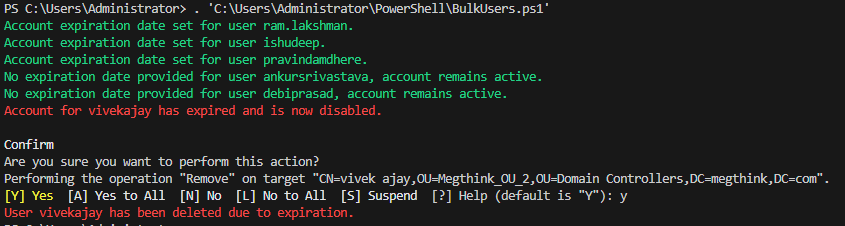 PS C:\Users\Administrator> . 'C:\Users\Administrator\PowerShell\BulkUsers.ps1'
Account expiration date set for user ram.lakshman.
Account expiration date set for user ishudeep.
Account expiration date set for user pravindamdhere.
No expiration date provided for user ankursrivastava, account remains active.
No expiration date provided for user debiprasad, account remains active.
Account for vivekajay has expired and is now disabled.
Confirm
Are you sure you want to perform this action?
Performing the operation "Remove" on target "CN=vivek ajay,OU=Megthink_OU_2,OU=Domain Controllers,DC=megthink,DC=com".
[Y] Yes  [A] Yes to All  [N] No  [L] No to All  [S] Suspend  [?] Help (default is "Y"): y
User vivekajay has been deleted due to expiration.